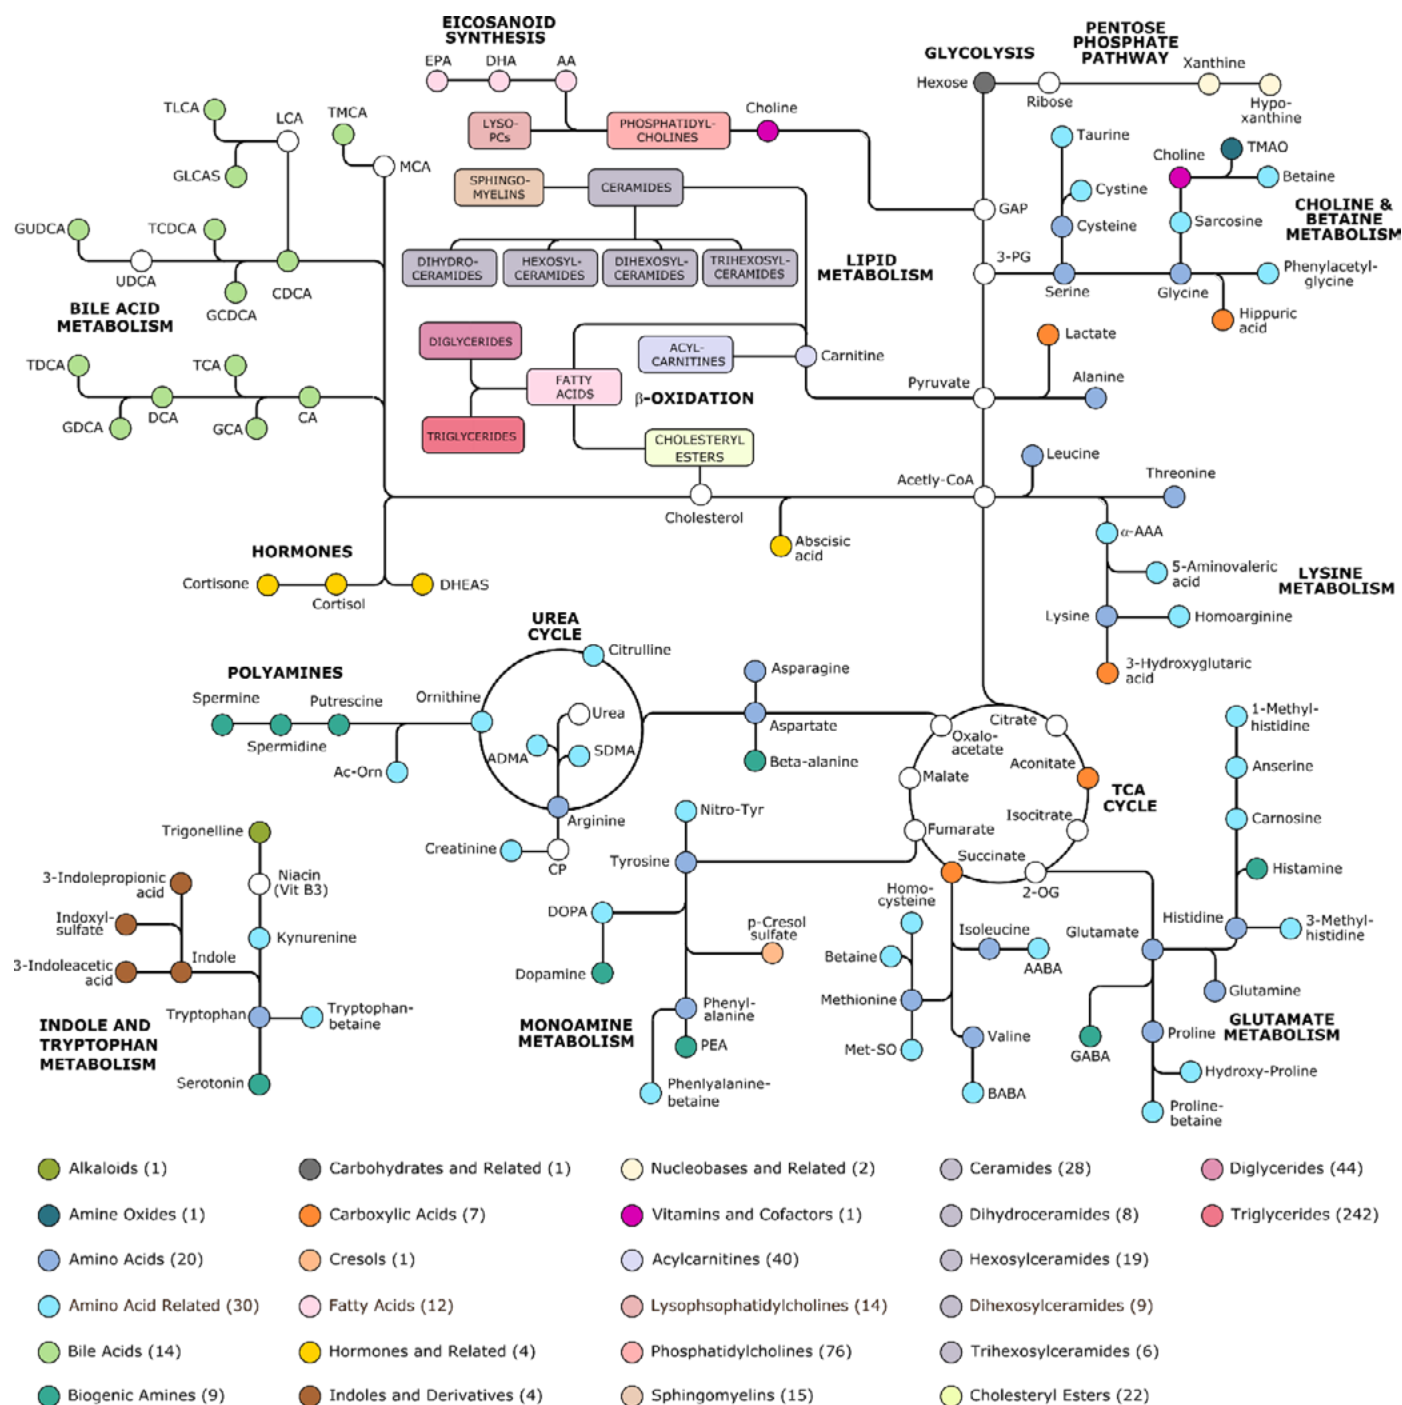 EICOSANOID
SYNTHESIS
EPA
DHA
AA
LYSO-
PCs
PHOSPHATIDYL-
CHOLINES
Choline
SPHINGO-
MYELINS
CERAMIDES
DIHYDRO-
CERAMIDES
HEXOSYL-
CERAMIDES
DIHEXOSYL-
CERAMIDES
TRIHEXOSYL-
CERAMIDES
LIPID
METABOLISM
GLYCOLYSIS
PENTOSE
PHOSPHATE
PATHWAY
Hexose
Ribose
Xanthine
Hypo-
xanthine
Taurine
Cystine
Cysteine
Choline
TMAO
Betaine
Sarcosine
CHOLINE &
BETAINE
METABOLISM
GAP
3-PG
Serine
Glycine
Phenylacetyl-
glycine
Hippuric
acid
TLCA
LCA
TMCA
MCA
GLCAS
GUDCA
TCDCA
UDCA
CDCA
GCDCA
BILE ACID
METABOLISM
TDCA
TCA
GDCA
DCA
GCA
CA
DIGLYCERIDES
ACYL-
CARNITINES
Carnitine
FATTY
ACIDS
β-OXIDATION
TRIGLYCERIDES
CHOLESTERYL
ESTERS
Cholesterol
Lactate
Pyruvate
Alanine
Leucine
Acetly-CoA
Threonine
Abscisic
acid
α-AAA
5-Aminovaleric
acid
LYSINE
METABOLISM
Lysine
Homoarginine
3-Hydroxyglutaric
acid
HORMONES
Cortisone
Cortisol
DHEAS
UREA
CYCLE
Citrulline
POLYAMINES
Spermine
Spermidine
Putrescine
Ornithine
Ac-Orn
Urea
ADMA
SDMA
Arginine
Creatinine
CP
Asparagine
Aspartate
Beta-alanine
Citrate
Oxalo-
acetate
Aconitate
Malate
Isocitrate
Fumarate
Succinate
2-OG
TCA
CYCLE
1-Methyl-
histidine
Anserine
Carnosine
Histamine
Histidine
3-Methyl-
histidine
Trigonelline
3-Indolepropionic
acid
Niacin
(Vit B3)
Indoxyl-
sulfate
Kynurenine
3-Indoleacetic
acid
Indole
Tryptophan
Tryptophan-
betaine
INDOLE AND
TRYPTOPHAN
METABOLISM
Serotonin
Nitro-Tyr
Tyrosine
DOPA
p-Cresol
sulfate
Dopamine
Phenyl-
alanine
MONOAMINE
METABOLISM
PEA
Phenlyalanine-
betaine
Homo-
cysteine
Betaine
Methionine
Met-SO
Isoleucine
AABA
Valine
BABA
Glutamate
Glutamine
GLUTAMATE
METABOLISM
GABA
Proline
Hydroxy-Proline
Proline-
betaine
Alkaloids (1)
Carbohydrates and Related (1)
Nucleobases and Related (2)
Ceramides (28)
Diglycerides (44)
Amine Oxides (1)
Carboxylic Acids (7)
Vitamins and Cofactors (1)
Dihydroceramides (8)
Triglycerides (242)
Amino Acids (20)
Cresols (1)
Acylcarnitines (40)
Hexosylceramides (19)
Amino Acid Related (30)
Fatty Acids (12)
Lysophsophatidylcholines (14)
Dihexosylceramides (9)
Bile Acids (14)
Hormones and Related (4)
Phosphatidylcholines (76)
Trihexosylceramides (6)
Biogenic Amines (9)
Indoles and Derivatives (4)
Sphingomyelins (15)
Cholesteryl Esters (22)